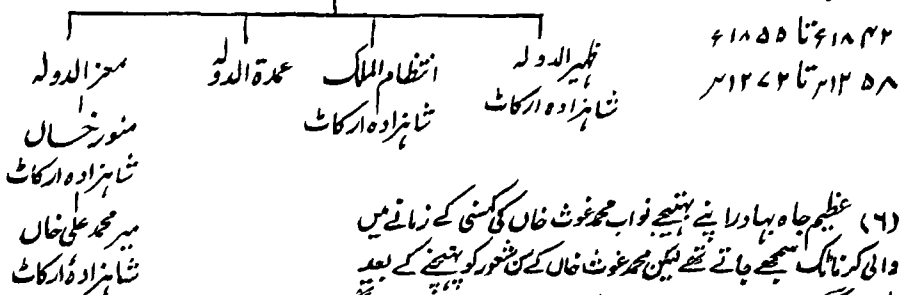 ۱۸۴۲ء تا ۱۸۵۵ء
۱۲۵۸ھ تا ۱۲۷۲ھ
ظہیر الدولہ
شاہزادہ ارکاٹ
انتظام الملک
شاہزادہ ارکاٹ
عمدۃ الدولہ
معز الدولہ
منور خاں
شاہزادہ ارکاٹ
میر محمد علی خاں
شاہزادۂ ارکاٹ
(۶) عظیم جاہ بہادر اپنے بھتیجے نواب محمد غوث خاں کی کمسنی کے زمانے میں
والی کرناٹک سمجھے جاتے تھے لیکن محمد غوث خاں کے سن شعور کو پہنچنے کے بعد